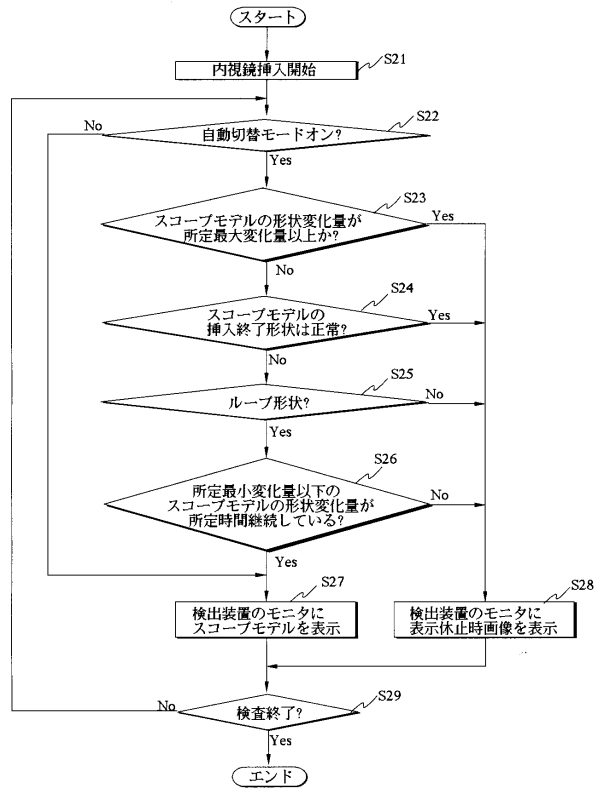 スタート
内視鏡挿入開始
S21
No
自動切替モードオン?
S22
Yes
スコープモデルの形状変化量が
所定最大変化量以上か?
S23
Yes
No
スコープモデルの
挿入終了形状は正常?
S24
Yes
No
ループ形状?
S25
No
Yes
所定最小変化量以下の
スコープモデルの形状変化量が
所定時間継続している?
S26
No
Yes
検出装置のモニタに
スコープモデルを表示
S27
検出装置のモニタに
表示休止時画像を表示
S28
No
検査終了?
S29
Yes
エンド